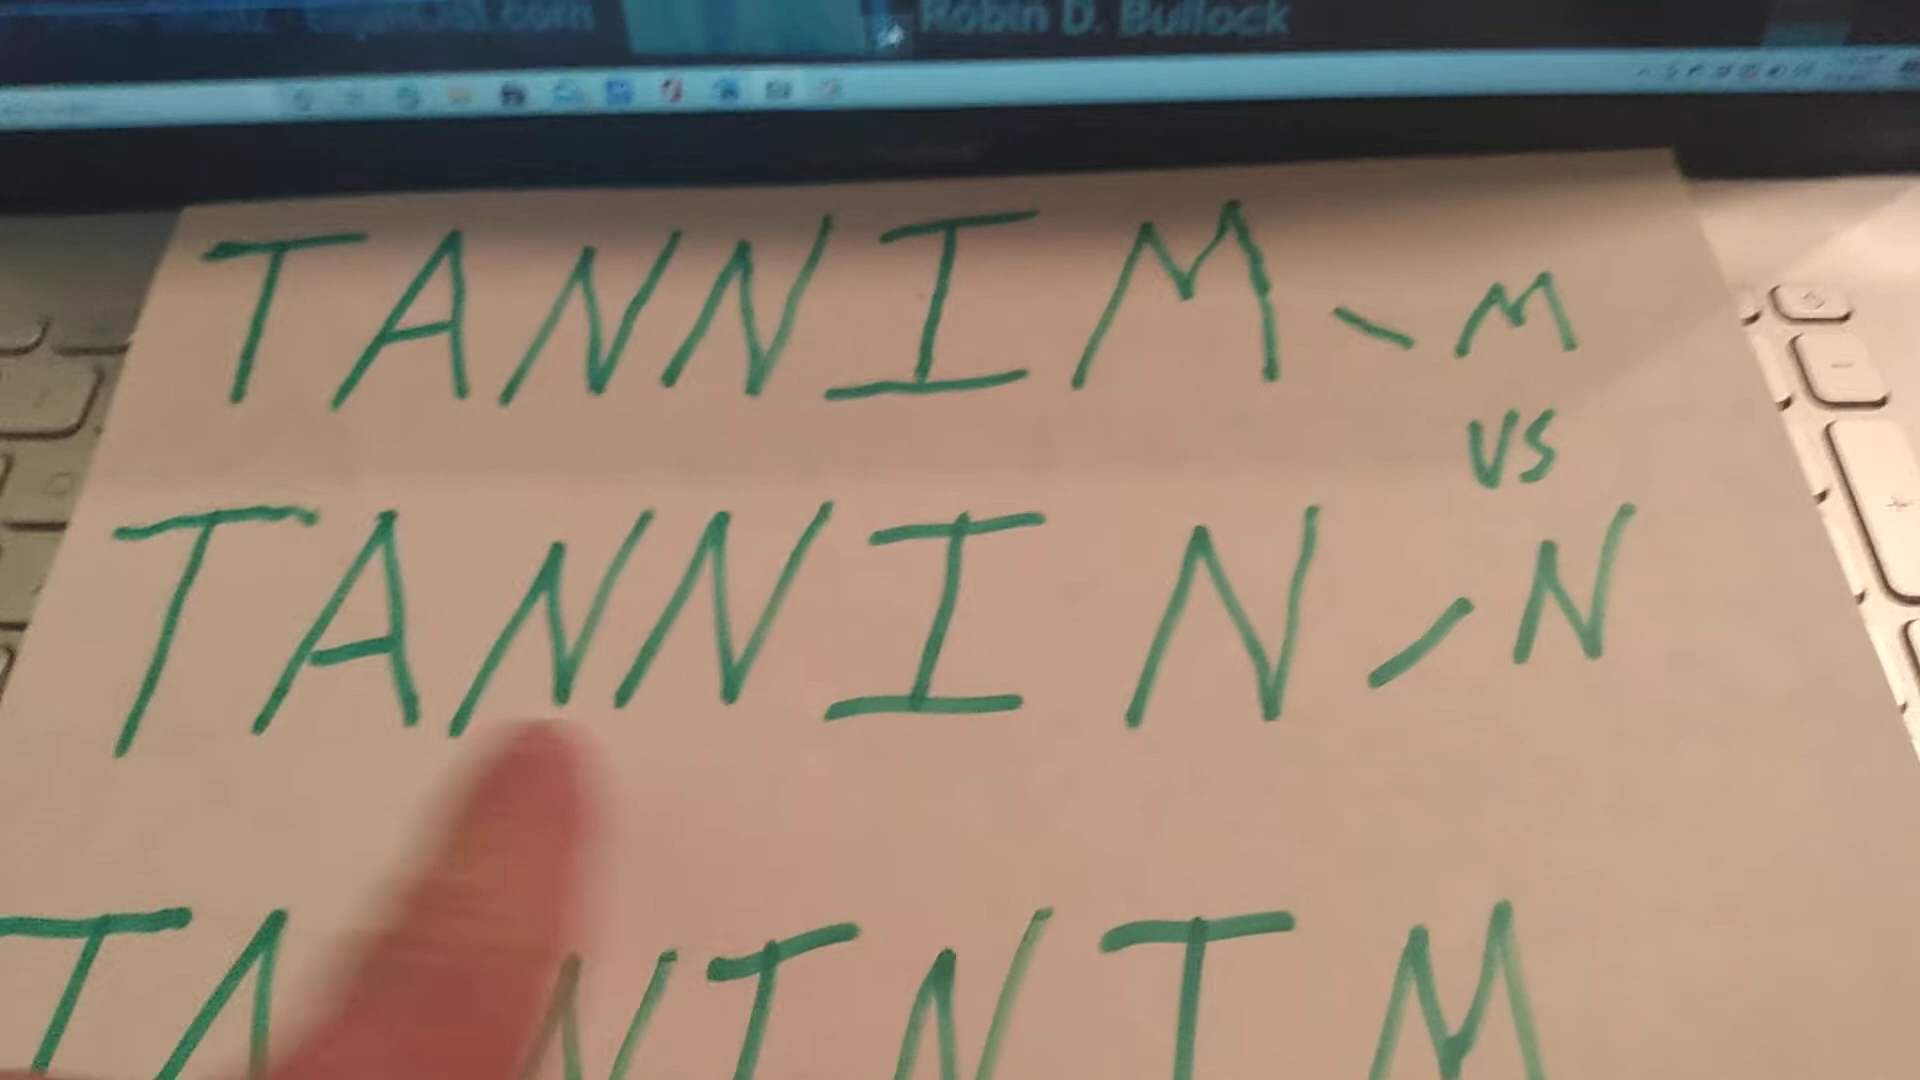 Robin D. Bullock
TANNIM - M
VS
TANNIN - N